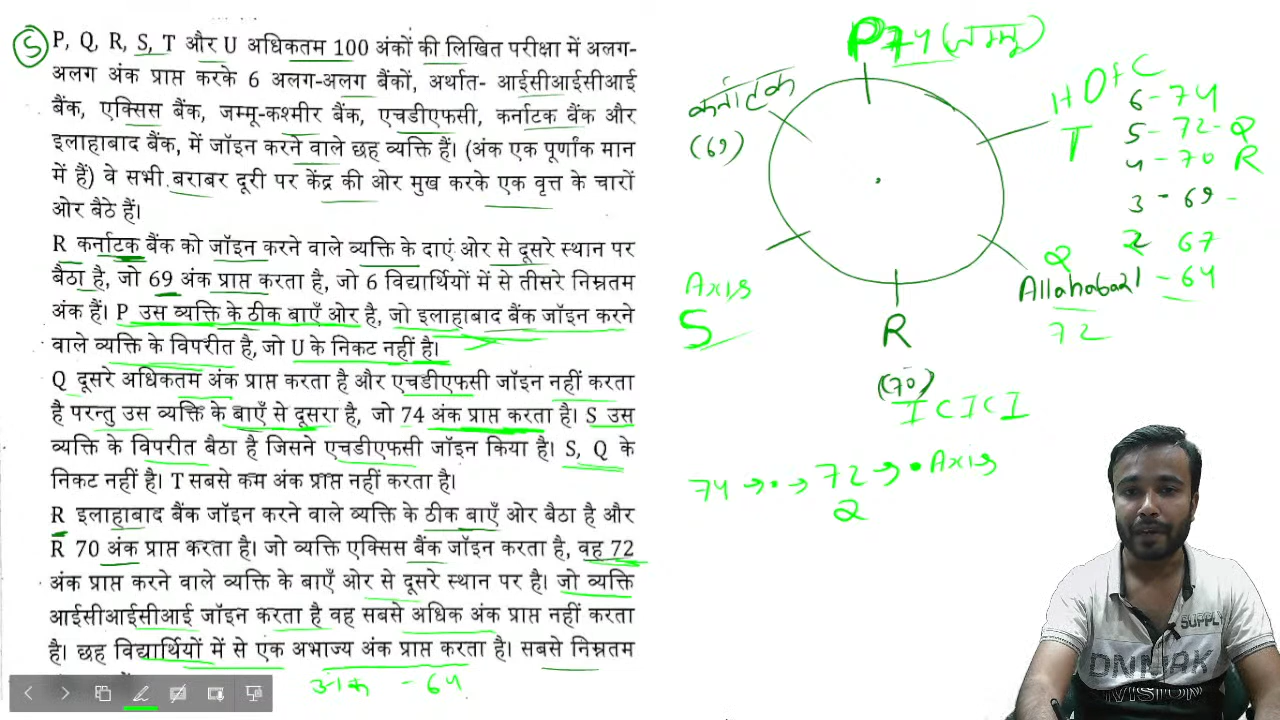 (5) P, Q, R, S, T और U अधिकतम 100 अंकों की लिखित परीक्षा में अलग-
अलग अंक प्राप्त करके 6 अलग-अलग बैंकों, अर्थात- आईसीआईसीआई
बैंक, एक्सिस बैंक, जम्मू-कश्मीर बैंक, एचडीएफसी, कर्नाटक बैंक और
इलाहाबाद बैंक, में जॉइन करने वाले छह व्यक्ति हैं। (अंक एक पूर्णांक मान
में हैं) वे सभी बराबर दूरी पर केंद्र की ओर मुख करके एक वृत्त के चारों
ओर बैठे हैं।
R कर्नाटक बैंक को जॉइन करने वाले व्यक्ति के दाएं ओर से दूसरे स्थान पर
बैठा है, जो 69 अंक प्राप्त करता है, जो 6 विद्यार्थियों में से तीसरे निम्नतम
अंक हैं। P उस व्यक्ति के ठीक बाएँ ओर है, जो इलाहाबाद बैंक जॉइन करने
वाले व्यक्ति के विपरीत है, जो U के निकट नहीं है।
Q दूसरे अधिकतम अंक प्राप्त करता है और एचडीएफसी जॉइन नहीं करता
है परन्तु उस व्यक्ति के बाएँ से दूसरा है, जो 74 अंक प्राप्त करता है। S उस
व्यक्ति के विपरीत बैठा है जिसने एचडीएफसी जॉइन किया है। S, Q के
निकट नहीं है। T सबसे कम अंक प्राप्त नहीं करता है।
R इलाहाबाद बैंक जॉइन करने वाले व्यक्ति के ठीक बाएँ ओर बैठा है और
R 70 अंक प्राप्त करता है। जो व्यक्ति एक्सिस बैंक जॉइन करता है, वह 72
अंक प्राप्त करने वाले व्यक्ति के बाएँ ओर से दूसरे स्थान पर है। जो व्यक्ति
आईसीआईसीआई जॉइन करता है वह सबसे अधिक अंक प्राप्त नहीं करता
है। छह विद्यार्थियों में से एक अभाज्य अंक प्राप्त करता है। सबसे निम्नतम
अंक - 64
P 74 (जम्मू)
कर्नाटक
(69)
HDFC
T
6 - 74
5 - 72 - Q
4 - 70 R
3 - 69 -
2 67
- 64
Q
Allahabad
72
Axis
S
R
(70)
ICICI
74 → • → 72 → • Axis
Q
SUPPLY
DNMARK
VISION